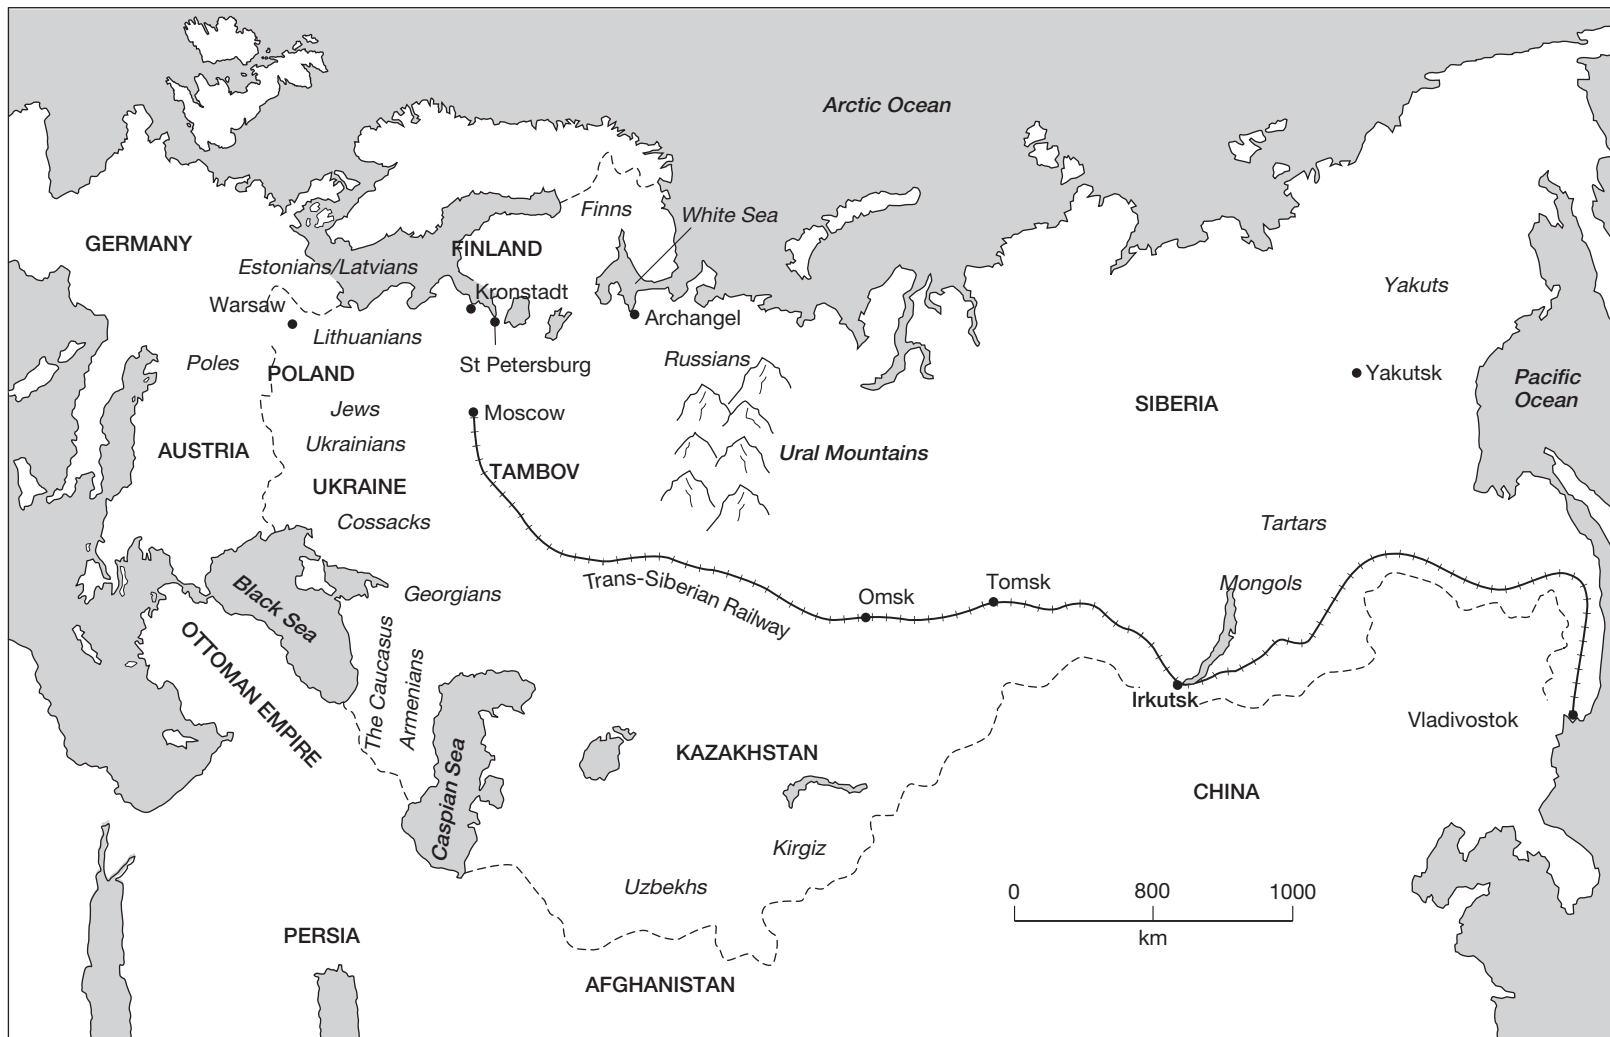 Arctic Ocean
Finns
White Sea
GERMANY
FINLAND
Estonians/Latvians
Yakuts
Kronstadt
Warsaw
Archangel
Lithuanians
Russians
Poles
St Petersburg
POLAND
Yakutsk
Pacific
Ocean
Jews
Moscow
SIBERIA
Ukrainians
AUSTRIA
Ural Mountains
TAMBOV
UKRAINE
Cossacks
Tartars
Black Sea
Georgians
Trans-Siberian Railway
Omsk
Tomsk
Mongols
OTTOMAN EMPIRE
The Caucasus
Armenians
Irkutsk
Vladivostok
Caspian Sea
KAZAKHSTAN
CHINA
Kirgiz
Uzbekhs
0 800 1000
km
PERSIA
AFGHANISTAN